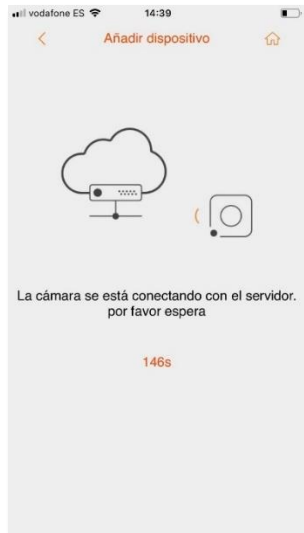 vodafone ES 14:39
Añadir dispositivo
La cámara se está conectando con el servidor.
por favor espera
146s